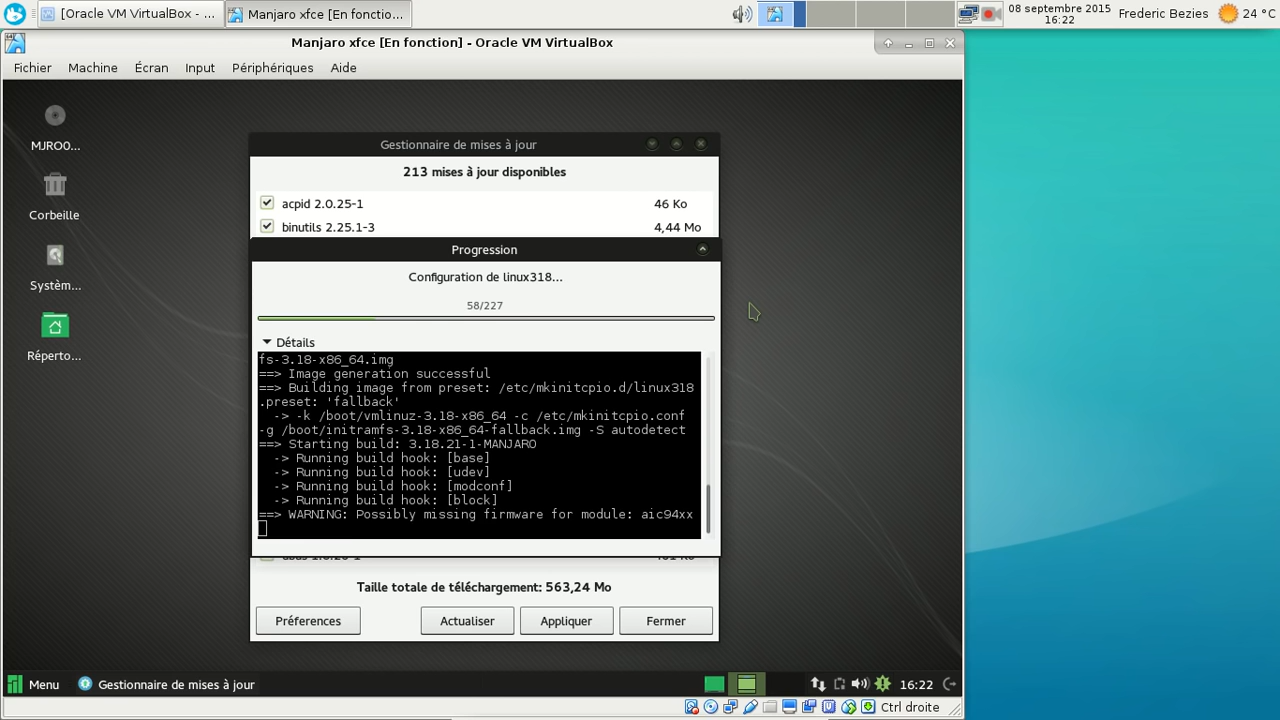 [Oracle VM VirtualBox - ...
Manjaro xfce [En fonctio...
08 septembre 2015
16:22
Frederic Bezies
24 °C
Manjaro xfce [En fonction] - Oracle VM VirtualBox
Fichier Machine Écran Input Périphériques Aide
MJRO0...
Corbeille
Systèm...
Réperto...
Gestionnaire de mises à jour
213 mises à jour disponibles
acpid 2.0.25-1 46 Ko
binutils 2.25.1-3 4,44 Mo
Progression
Configuration de linux318...
58/227
Détails
fs-3.18-x86_64.img
==> Image generation successful
==> Building image from preset: /etc/mkinitcpio.d/linux318
.preset: 'fallback'
-> -k /boot/vmlinuz-3.18-x86_64 -c /etc/mkinitcpio.conf
-g /boot/initramfs-3.18-x86_64-fallback.img -S autodetect
==> Starting build: 3.18.21-1-MANJARO
-> Running build hook: [base]
-> Running build hook: [udev]
-> Running build hook: [modconf]
-> Running build hook: [block]
==> WARNING: Possibly missing firmware for module: aic94xx
Taille totale de téléchargement: 563,24 Mo
Préferences Actualiser Appliquer Fermer
Menu Gestionnaire de mises à jour 16:22
Ctrl droite